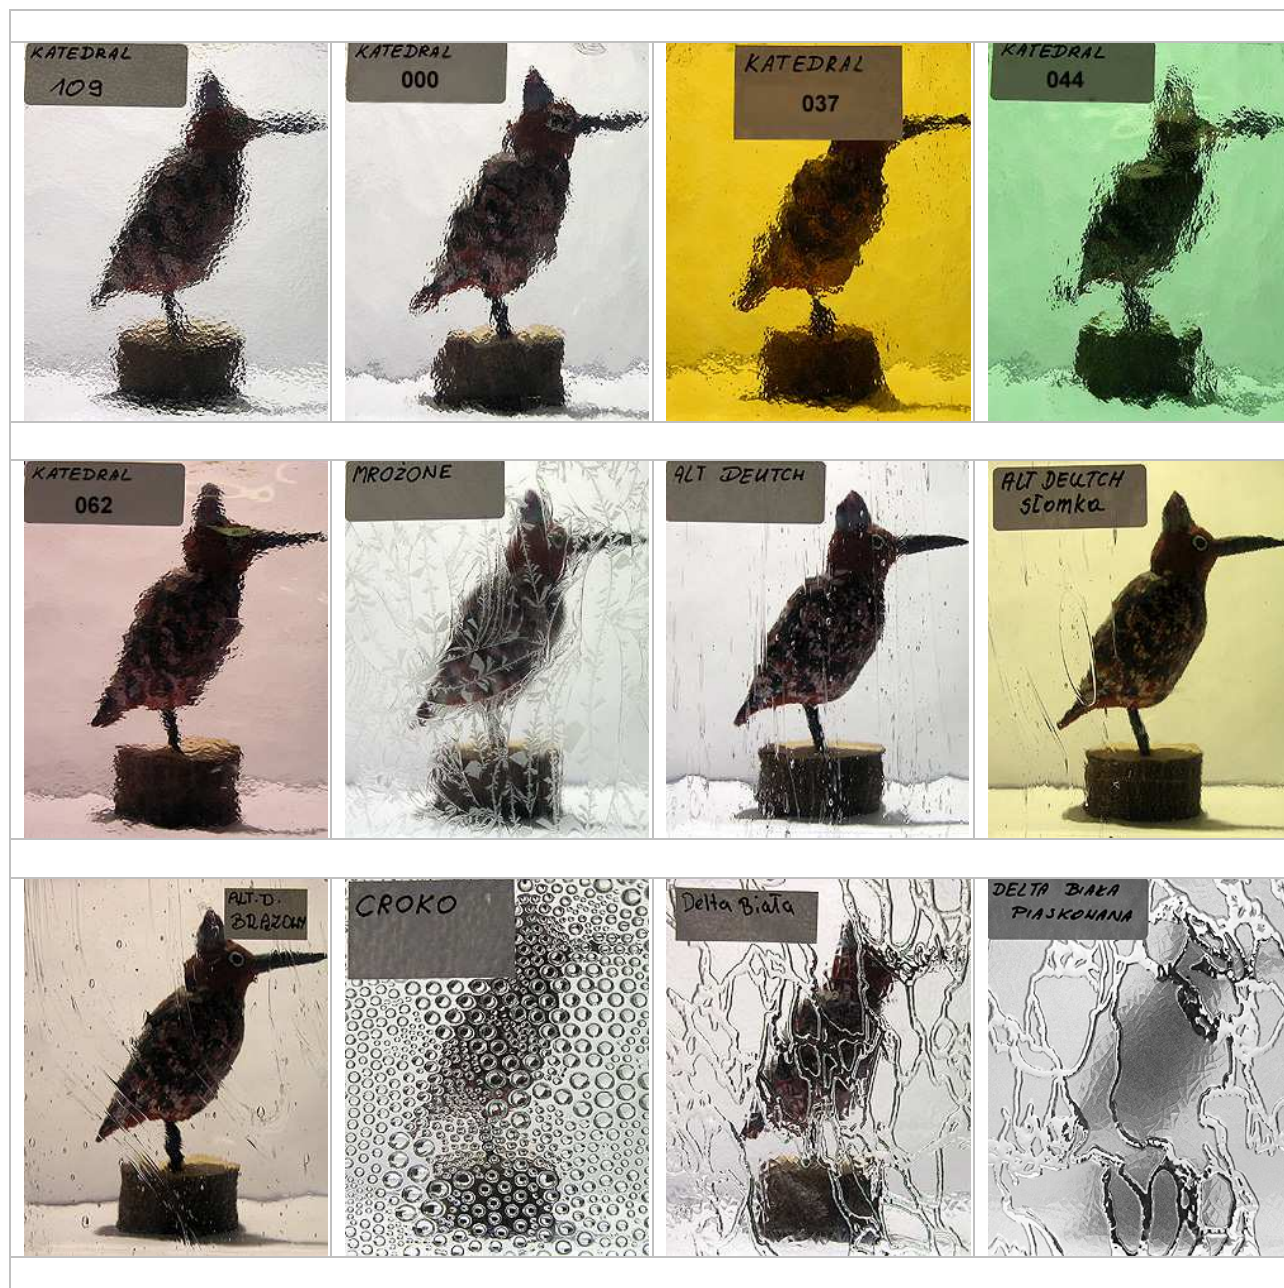 KATEDRAL
109
KATEDRAL
000
KATEDRAL
037
KATEDRAL
044
KATEDRAL
062
MROŻONE
ALT DEUTCH
ALT DEUTCH
słomka
ALT. D.
BRĄZOWY
CROKO
Delta Biała
DELTA BIAŁA
PIASKOWANA